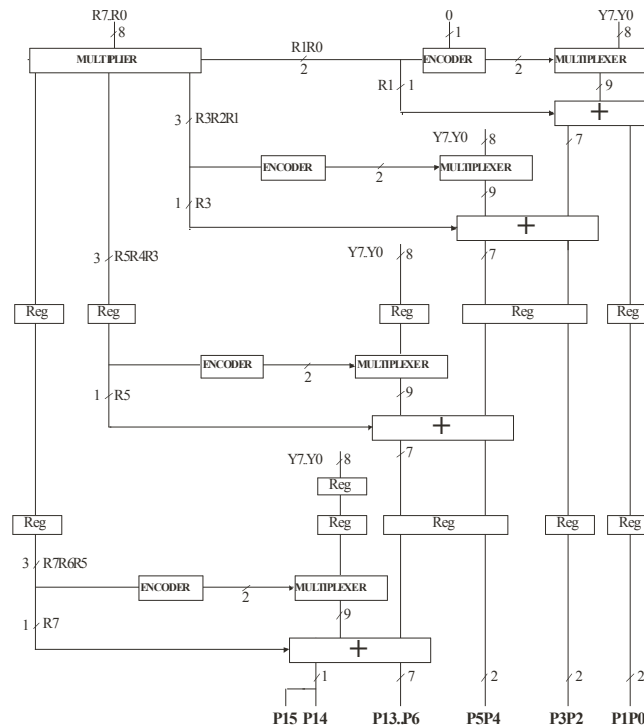 R7..R0
0
Y7..Y0
8
1
8
MULTIPLIER
R1R0
2
ENCODER
2
MULTIPLEXER
R1
1
9
+
3
R3R2R1
Y7..Y0
8
7
ENCODER
2
MULTIPLEXER
9
1
R3
+
3
R5R4R3
Y7..Y0
8
7
Reg
Reg
Reg
Reg
Reg
ENCODER
2
MULTIPLEXER
1
R5
9
+
Y7..Y0
8
7
Reg
Reg
Reg
Reg
Reg
Reg
3
R7R6R5
ENCODER
2
MULTIPLEXER
1
R7
9
+
1
7
2
2
2
P15 P14
P13..P6
P5P4
P3P2
P1P0